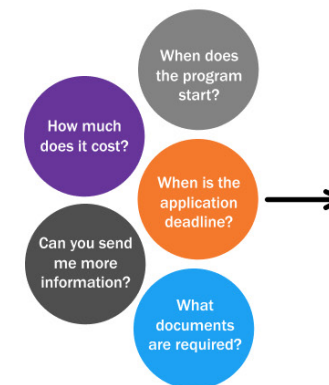 When does
the program
start?
How much
does it cost?
When is the
application
deadline?
Can you send
me more
information?
What
documents
are required?